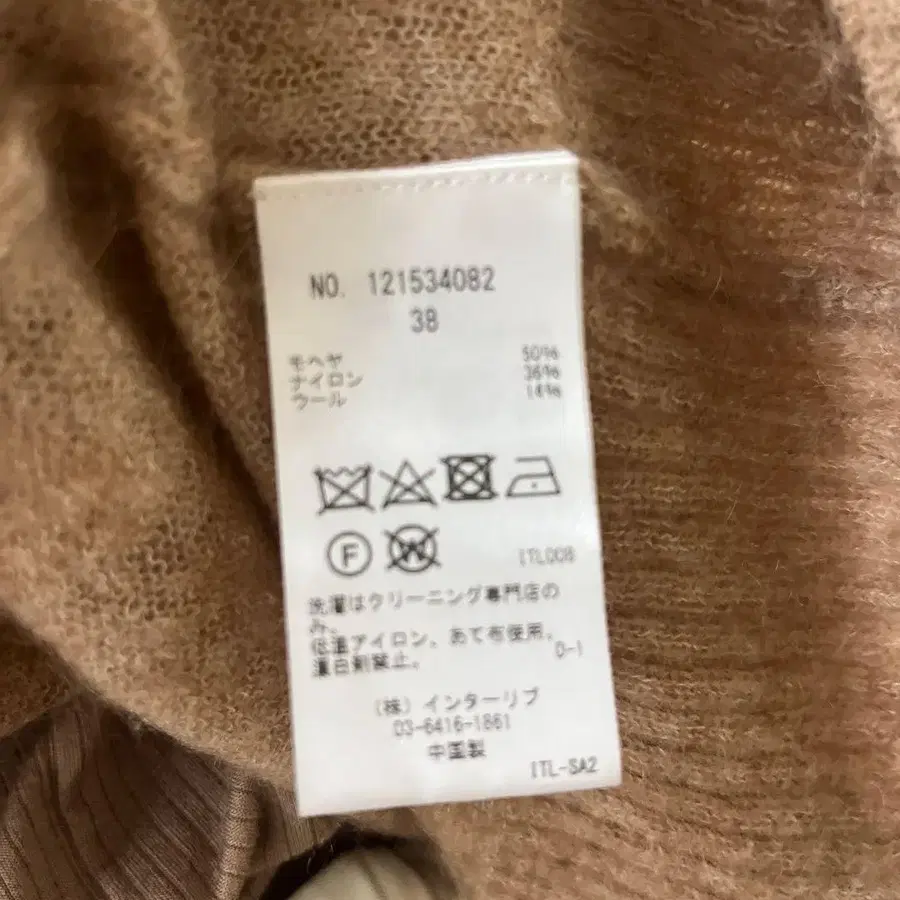 NO. 121534082
38
モヘヤ 50%
ナイロン 36%
ウール 14%
F W ITL008
洗濯はクリーニング専門店の
み。
低温アイロン、あて布使用。
蛋白剤禁止。 D-1
(株)インターリブ
03-6416-1861
中国製
ITL-SA2